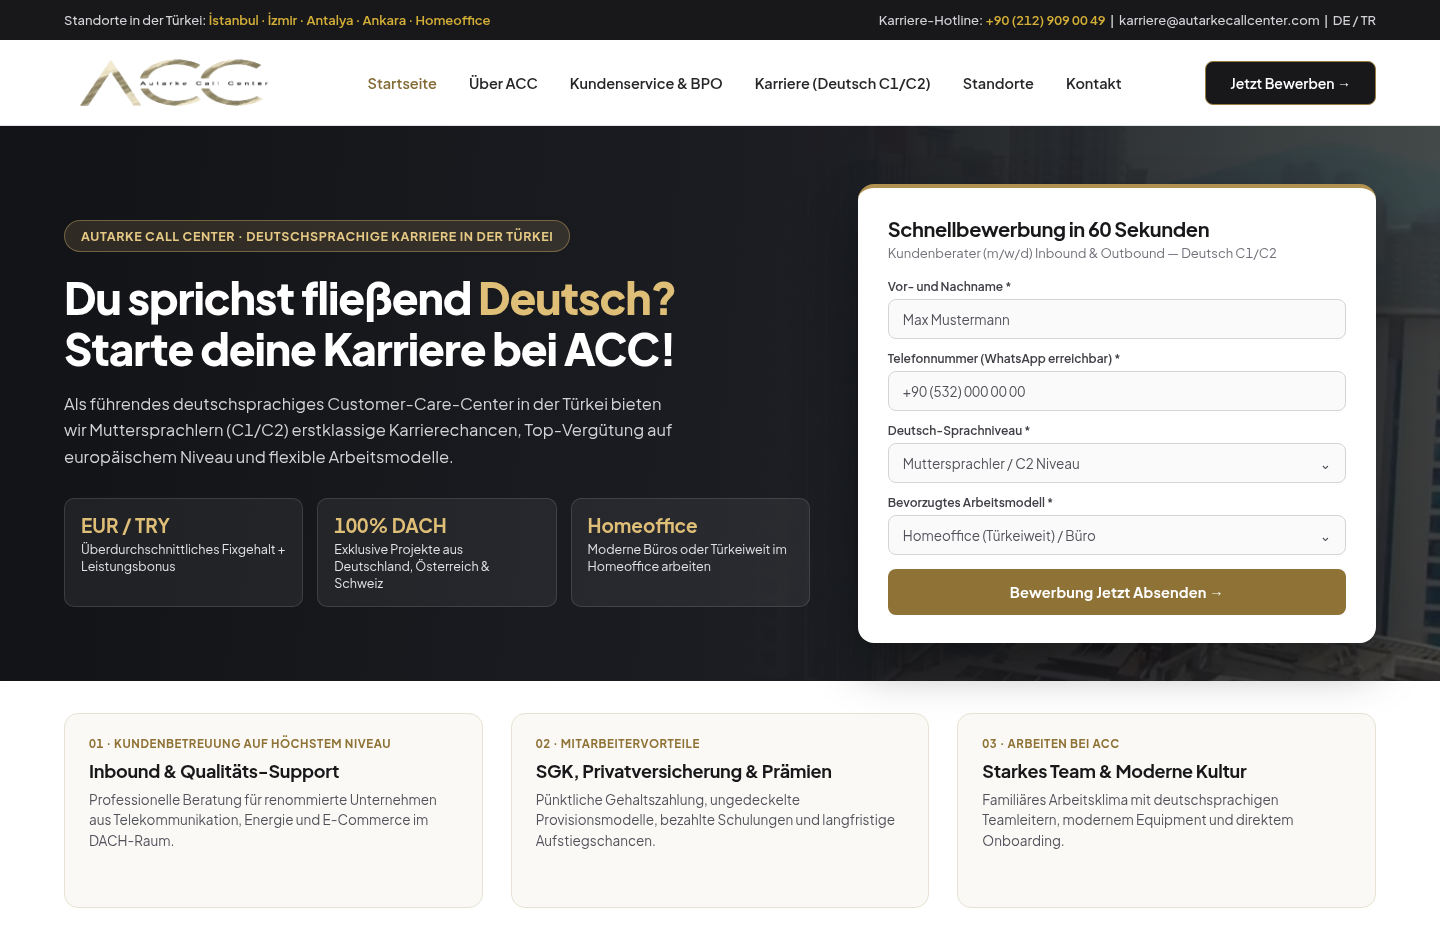 Standorte in der Türkei: İstanbul · İzmir · Antalya · Ankara · Homeoffice
Karriere-Hotline: +90 (212) 909 00 49 | karriere@autarkecallcenter.com | DE / TR
ACC
Autarke Call Center
Startseite
Über ACC
Kundenservice & BPO
Karriere (Deutsch C1/C2)
Standorte
Kontakt
Jetzt Bewerben →
AUTARKE CALL CENTER · DEUTSCHSPRACHIGE KARRIERE IN DER TÜRKEI
Du sprichst fließend Deutsch?
Starte deine Karriere bei ACC!
Als führendes deutschsprachiges Customer-Care-Center in der Türkei bieten
wir Muttersprachlern (C1/C2) erstklassige Karrierechancen, Top-Vergütung auf
europäischem Niveau und flexible Arbeitsmodelle.
EUR / TRY
Überdurchschnittliches Fixgehalt +
Leistungsbonus
100% DACH
Exklusive Projekte aus
Deutschland, Österreich &
Schweiz
Homeoffice
Moderne Büros oder Türkeiweit im
Homeoffice arbeiten
Schnellbewerbung in 60 Sekunden
Kundenberater (m/w/d) Inbound & Outbound — Deutsch C1/C2
Vor- und Nachname *
Max Mustermann
Telefonnummer (WhatsApp erreichbar) *
+90 (532) 000 00 00
Deutsch-Sprachniveau *
Muttersprachler / C2 Niveau
Bevorzugtes Arbeitsmodell *
Homeoffice (Türkeiweit) / Büro
Bewerbung Jetzt Absenden →
01 · KUNDENBETREUUNG AUF HÖCHSTEM NIVEAU
Inbound & Qualitäts-Support
Professionelle Beratung für renommierte Unternehmen
aus Telekommunikation, Energie und E-Commerce im
DACH-Raum.
02 · MITARBEITERVORTEILE
SGK, Privatversicherung & Prämien
Pünktliche Gehaltszahlung, ungedeckelte
Provisionsmodelle, bezahlte Schulungen und langfristige
Aufstiegschancen.
03 · ARBEITEN BEI ACC
Starkes Team & Moderne Kultur
Familiäres Arbeitsklima mit deutschsprachigen
Teamleitern, modernem Equipment und direktem
Onboarding.